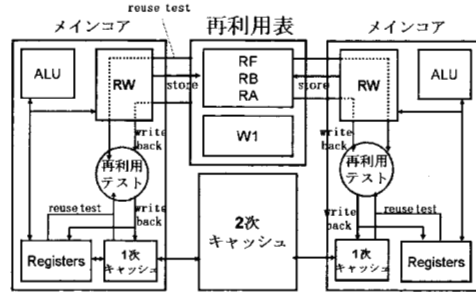 メインコア
reuse test
再利用表
メインコア
ALU
RW
RF
RB
RA
RW
ALU
store
store
write
back
W1
write
back
再利用
テスト
再利用
テスト
reuse test
write
back
2次
キャッシュ
write
back
reuse test
Registers
1次
キャッシュ
1次
キャッシュ
Registers